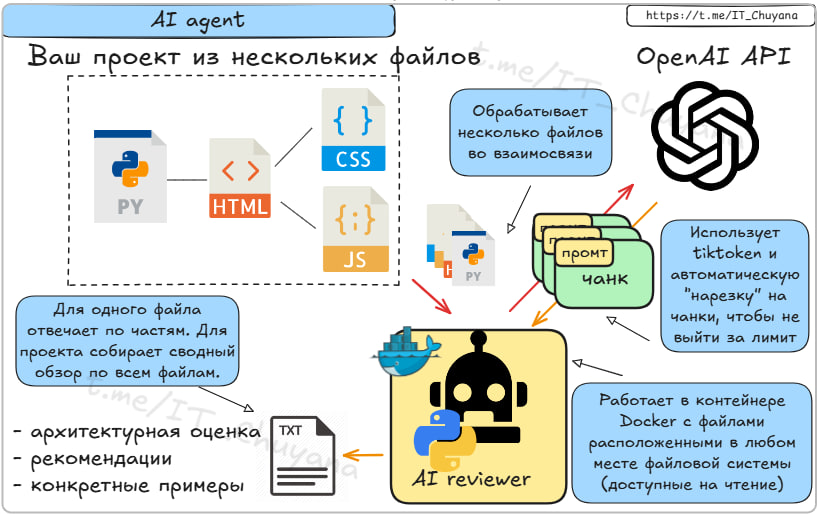 AI agent
https://t.me/IT_Chuyana
Ваш проект из нескольких файлов
OpenAI API
t.me/IT_Chuyana
PY
HTML
CSS
JS
Обрабатывает
несколько файлов
во взаимосвязи
PY
промт
чанк
Использует
tiktoken и
автоматическую
"нарезку" на
чанки, чтобы не
выйти за лимит
Для одного файла
отвечает по частям. Для
проекта собирает сводный
обзор по всем файлам.
t.me/IT_Chuyana
- архитектурная оценка
- рекомендации
- конкретные примеры
TXT
AI reviewer
Работает в контейнере
Docker с файлами
расположенными в любом
месте файловой системы
(доступные на чтение)